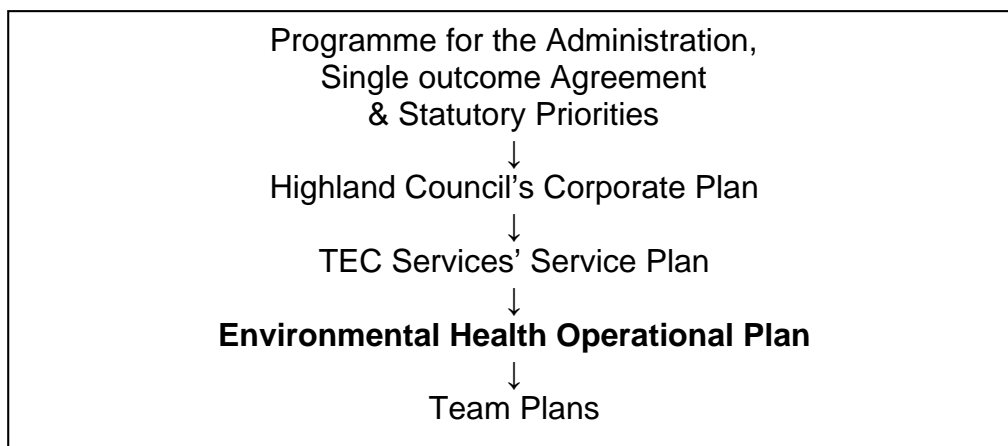 Programme for the Administration,
Single outcome Agreement
& Statutory Priorities
↓
Highland Council’s Corporate Plan
↓
TEC Services’ Service Plan
↓
Environmental Health Operational Plan
↓
Team Plans